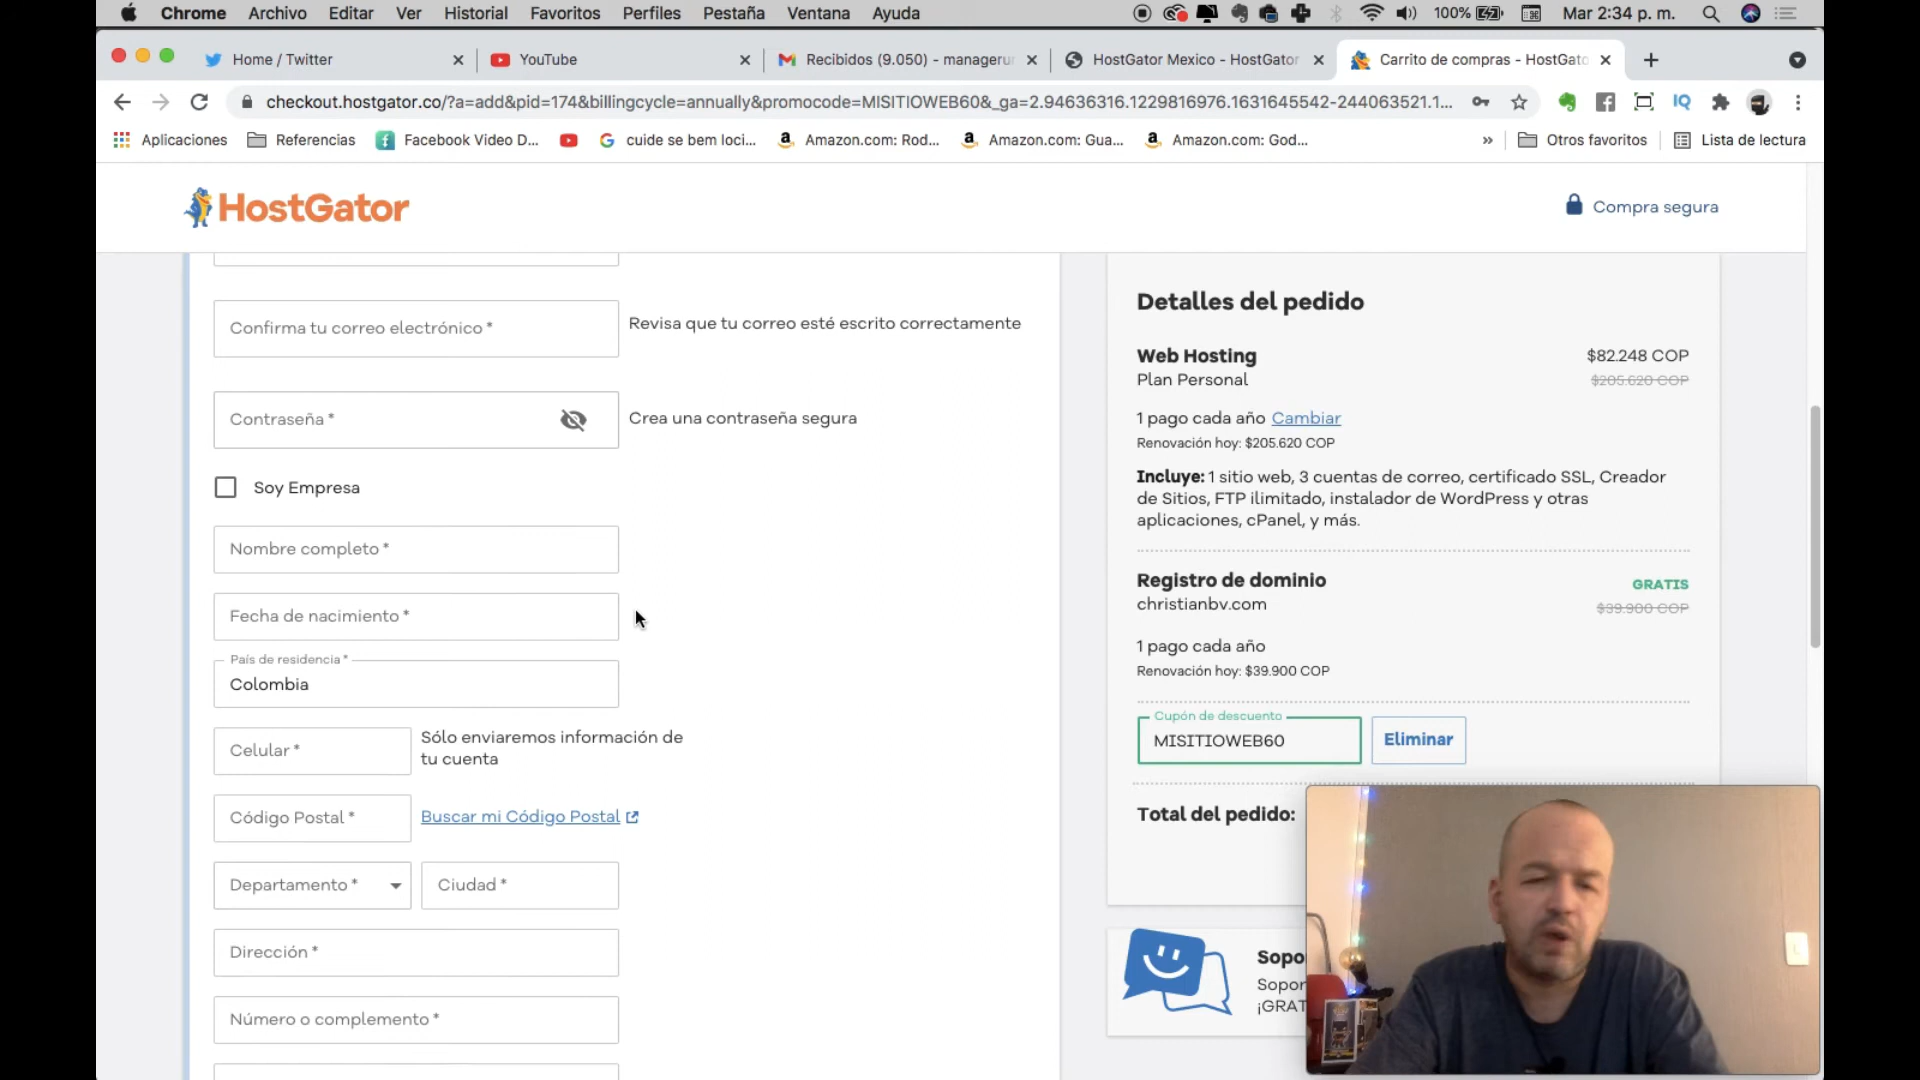 Chrome Archivo Editar Ver Historial Favoritos Perfiles Pestaña Ventana Ayuda 100% Mar 2:34 p. m.
Home / Twitter YouTube Recibidos (9.050) - manageru HostGator Mexico - HostGator Carrito de compras - HostGato
checkout.hostgator.co/?a=add&pid=174&billingcycle=annually&promocode=MISITIOWEB60&_ga=2.94636316.1229816976.1631645542-244063521.1... IQ
Aplicaciones Referencias Facebook Video D... cuide se bem loci... Amazon.com: Rod... Amazon.com: Gua... Amazon.com: God... » Otros favoritos Lista de lectura
HostGator
Compra segura
Confirma tu correo electrónico *
Revisa que tu correo esté escrito correctamente
Contraseña *
Crea una contraseña segura
Soy Empresa
Nombre completo *
Fecha de nacimiento *
País de residencia *
Colombia
Celular *
Sólo enviaremos información de
tu cuenta
Código Postal *
Buscar mi Código Postal
Departamento *
Ciudad *
Dirección *
Número o complemento *
Detalles del pedido
Web Hosting $82.248 COP
Plan Personal $205.620 COP
1 pago cada año Cambiar
Renovación hoy: $205.620 COP
Incluye: 1 sitio web, 3 cuentas de correo, certificado SSL, Creador
de Sitios, FTP ilimitado, instalador de WordPress y otras
aplicaciones, cPanel, y más.
Registro de dominio GRATIS
christianbv.com $39.900 COP
1 pago cada año
Renovación hoy: $39.900 COP
Cupón de descuento
MISITIOWEB60
Eliminar
Total del pedido:
Sopo
Sopor
¡GRAT